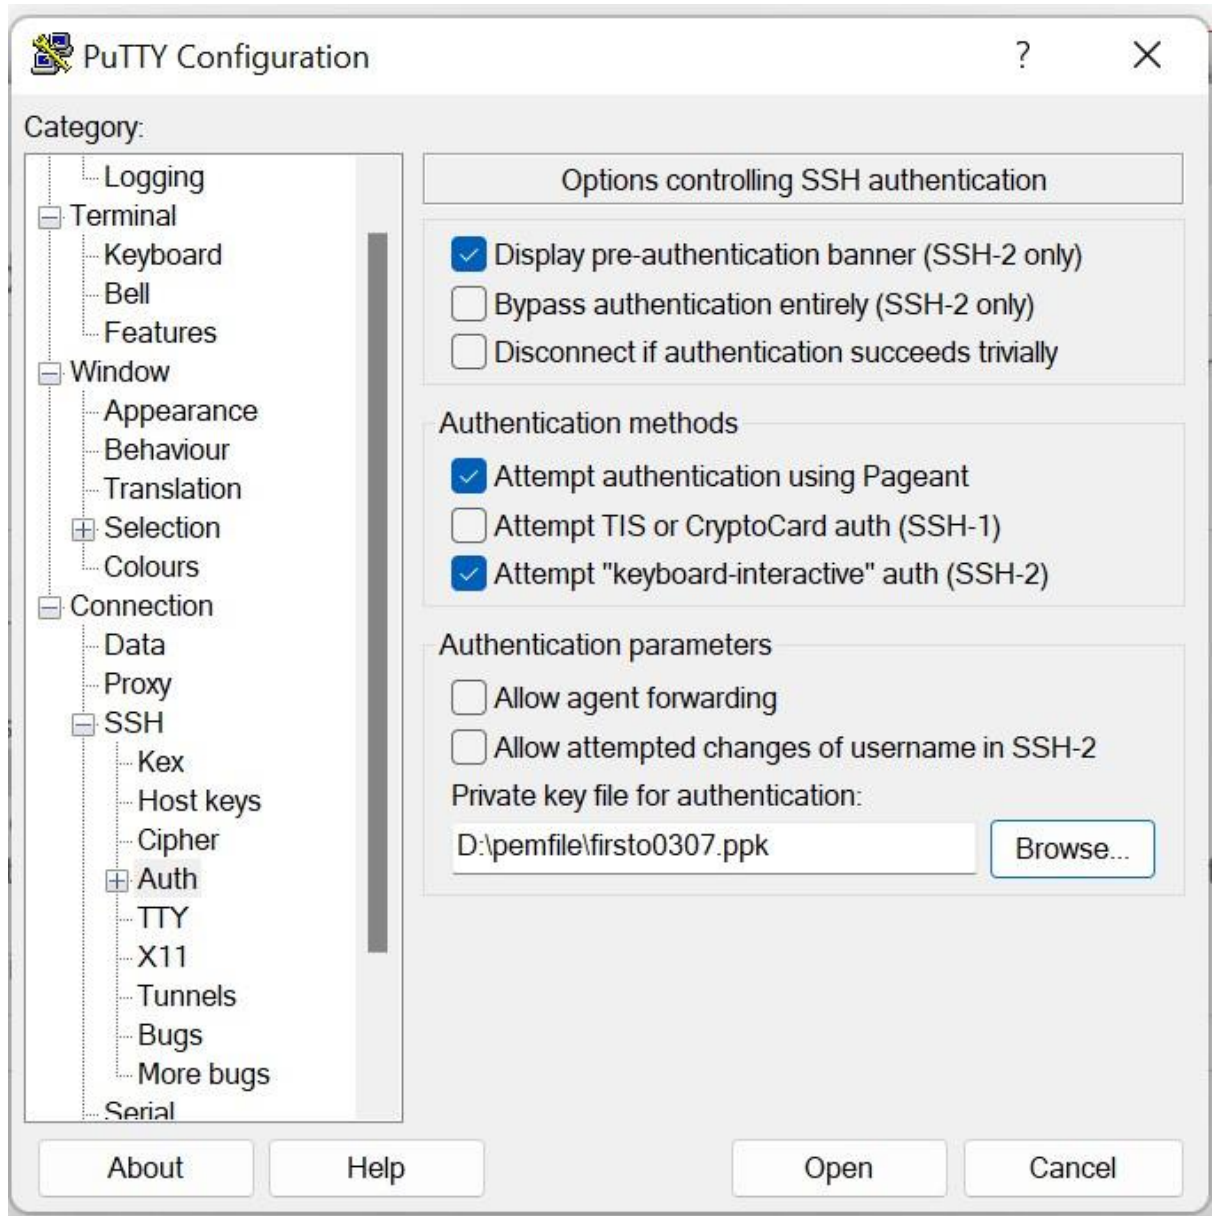 PuTTY Configuration
?
Category:
Logging
Terminal
Keyboard
Bell
Features
Window
Appearance
Behaviour
Translation
Selection
Colours
Connection
Data
Proxy
SSH
Kex
Host keys
Cipher
Auth
TTY
X11
Tunnels
Bugs
More bugs
Serial
Options controlling SSH authentication
Display pre-authentication banner (SSH-2 only)
Bypass authentication entirely (SSH-2 only)
Disconnect if authentication succeeds trivially
Authentication methods
Attempt authentication using Pageant
Attempt TIS or CryptoCard auth (SSH-1)
Attempt "keyboard-interactive" auth (SSH-2)
Authentication parameters
Allow agent forwarding
Allow attempted changes of username in SSH-2
Private key file for authentication:
D:\pemfile\firsto0307.ppk
Browse...
About
Help
Open
Cancel